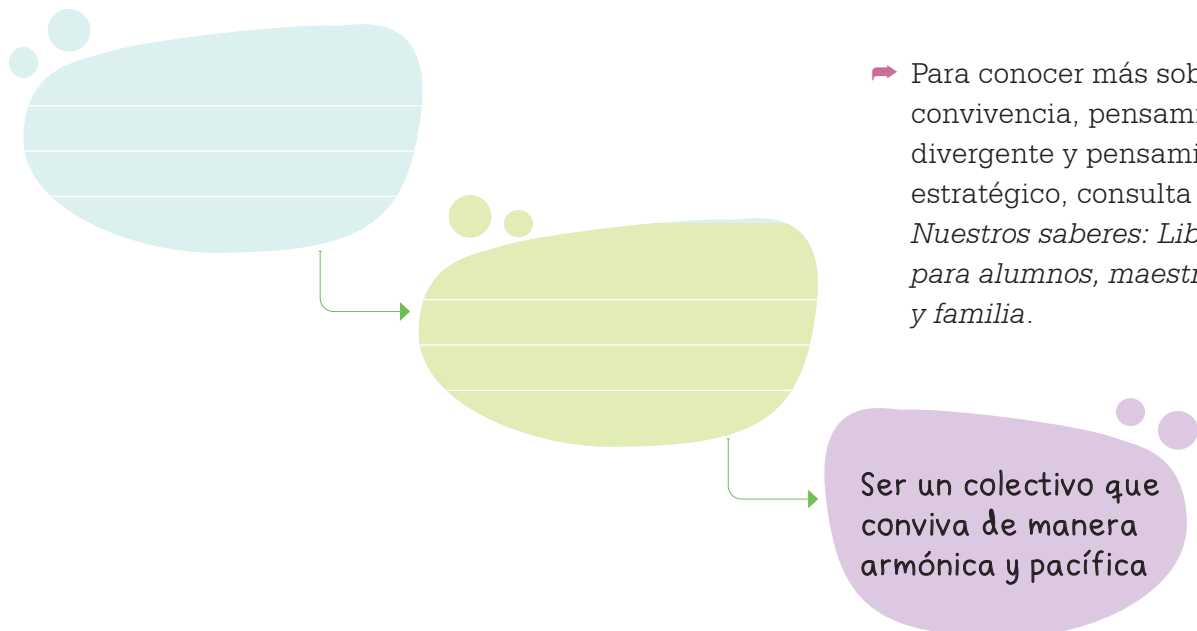 Para conocer más sob
convivencia, pensami
divergente y pensami
estratégico, consulta
Nuestros saberes: Lib
para alumnos, maestr
y familia.
Ser un colectivo que
conviva de manera
armónica y pacífica